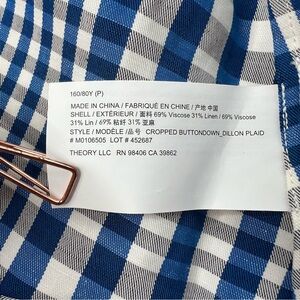 160/80Y (P)
MADE IN CHINA / FABRIQUÉ EN CHINE / 产地 中国
SHELL / EXTÉRIEUR / 面料 69% Viscose 31% Linen / 69% Viscose
31% Lin / 69% 粘纤 31% 亚麻
STYLE / MODÈLE / 品号 CROPPED BUTTONDOWN_DILLON PLAID
# M0106505 LOT # 452687
THEORY LLC RN 98406 CA 39862